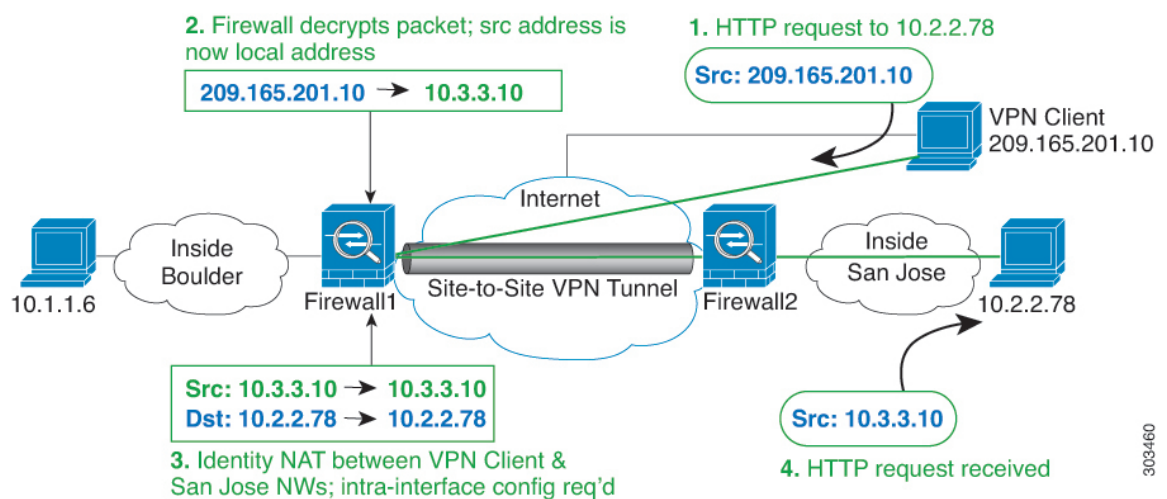 2. Firewall decrypts packet; src address is
now local address
209.165.201.10 → 10.3.3.10
1. HTTP request to 10.2.2.78
Src: 209.165.201.10
VPN Client
209.165.201.10
Internet
Inside
Boulder
10.1.1.6
Firewall1
Site-to-Site VPN Tunnel
Firewall2
Inside
San Jose
10.2.2.78
Src: 10.3.3.10 → 10.3.3.10
Dst: 10.2.2.78 → 10.2.2.78
3. Identity NAT between VPN Client &
San Jose NWs; intra-interface config req'd
Src: 10.3.3.10
4. HTTP request received
303460